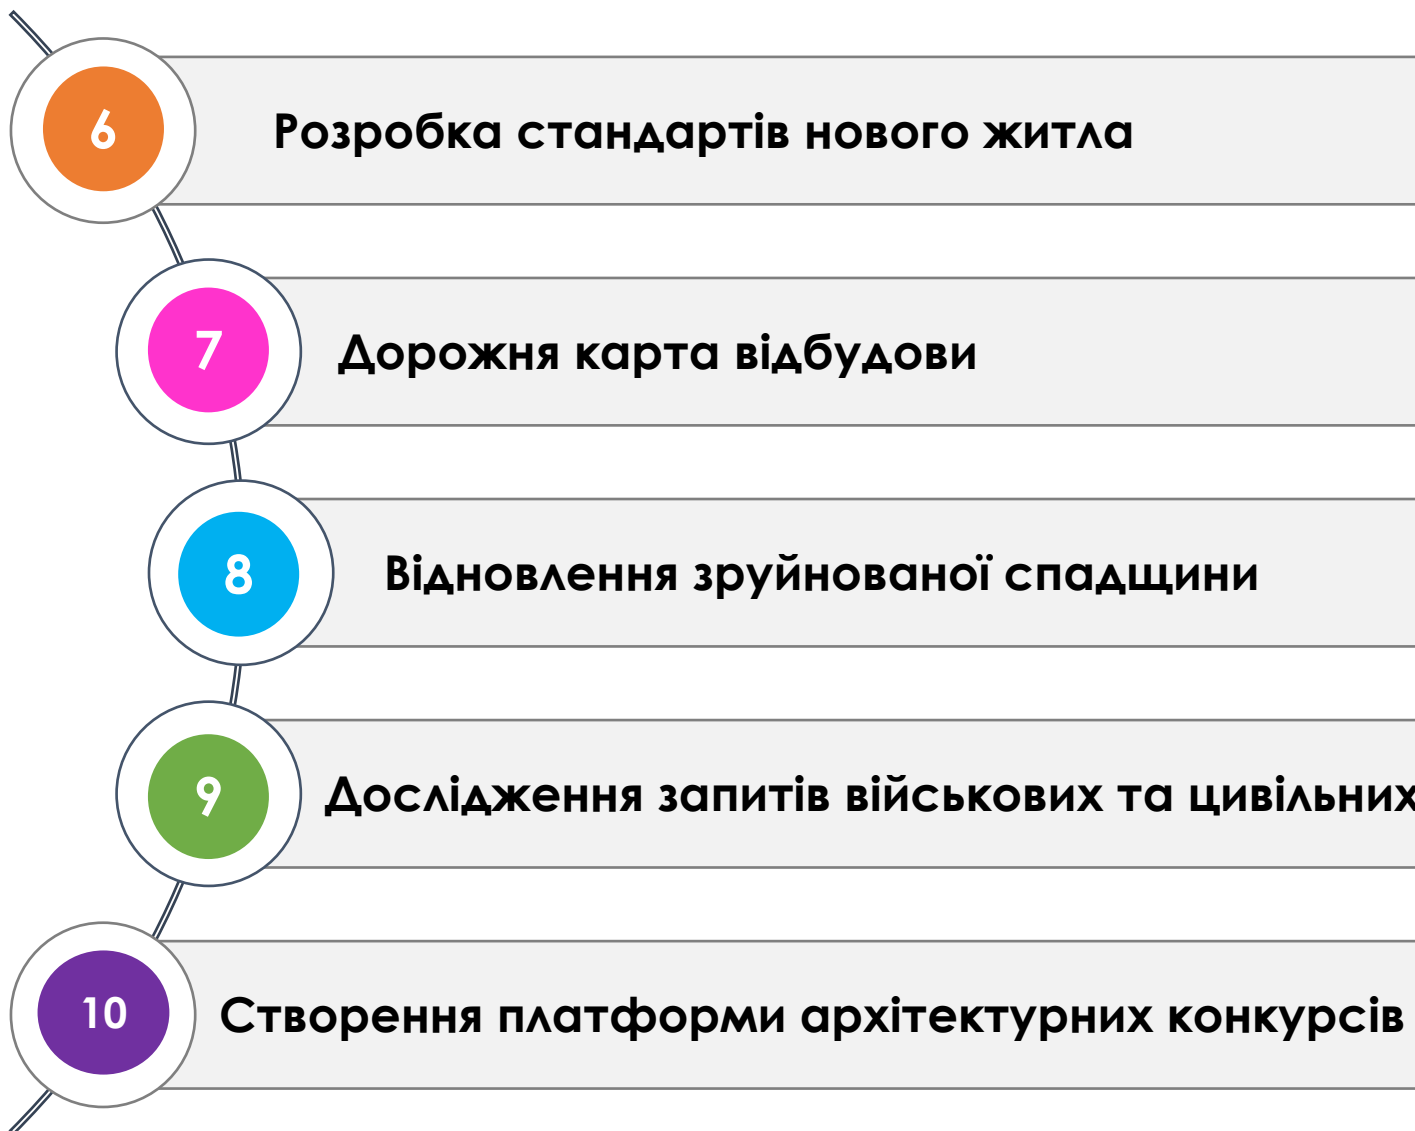 6
Розробка стандартів нового житла
7
Дорожня карта відбудови
8
Відновлення зруйнованої спадщини
9
Дослідження запитів військових та цивільних
10
Створення платформи архітектурних конкурсів